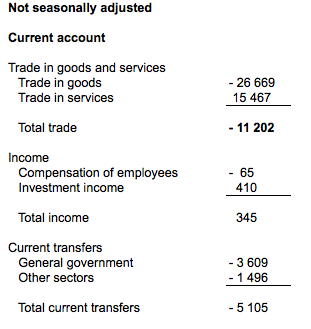 Not seasonally adjusted
Current account
Trade in goods and services
Trade in goods - 26 669
Trade in services 15 467
Total trade - 11 202
Income
Compensation of employees - 65
Investment income 410
Total income 345
Current transfers
General government - 3 609
Other sectors - 1 496
Total current transfers - 5 105